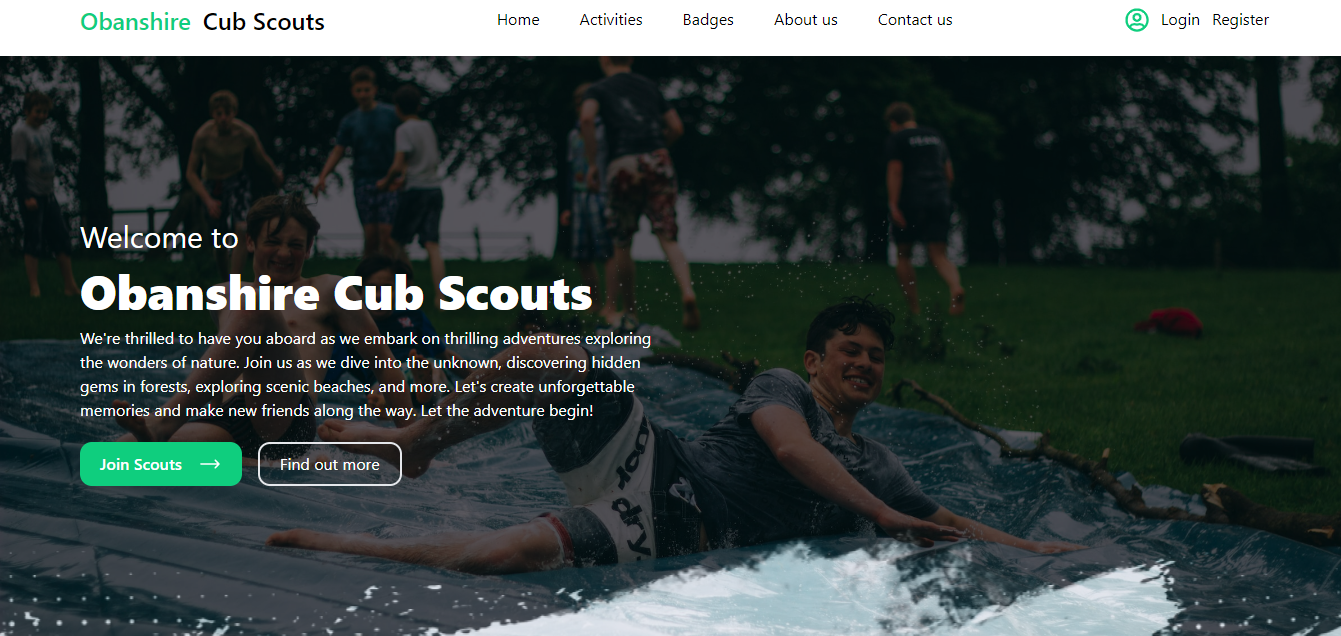 Obanshire Cub Scouts
Home Activities Badges About us Contact us
Login Register
Welcome to
Obanshire Cub Scouts
We're thrilled to have you aboard as we embark on thrilling adventures exploring
the wonders of nature. Join us as we dive into the unknown, discovering hidden
gems in forests, exploring scenic beaches, and more. Let's create unforgettable
memories and make new friends along the way. Let the adventure begin!
Join Scouts
Find out more